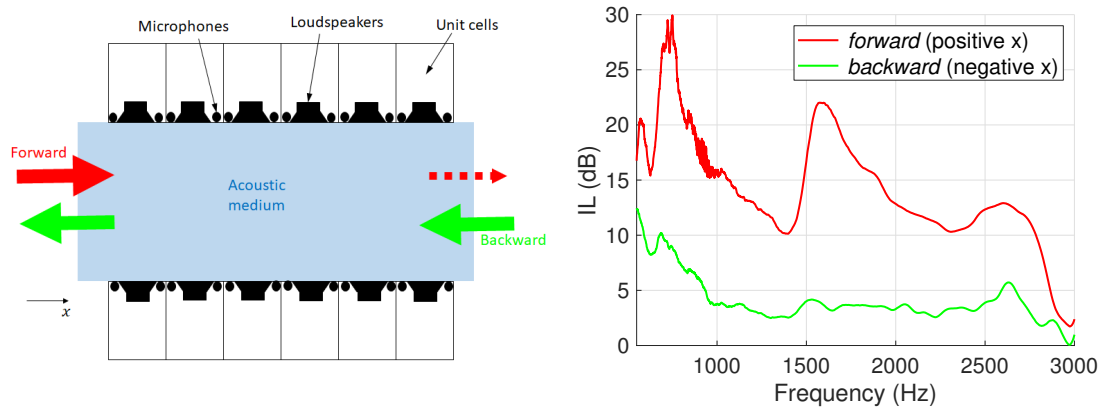 Microphones
Loudspeakers
Unit cells
Forward
Acoustic
medium
Backward
x
30
25
20
15
10
5
0
IL (dB)
forward (positive x)
backward (negative x)
1000
1500
2000
2500
3000
Frequency (Hz)